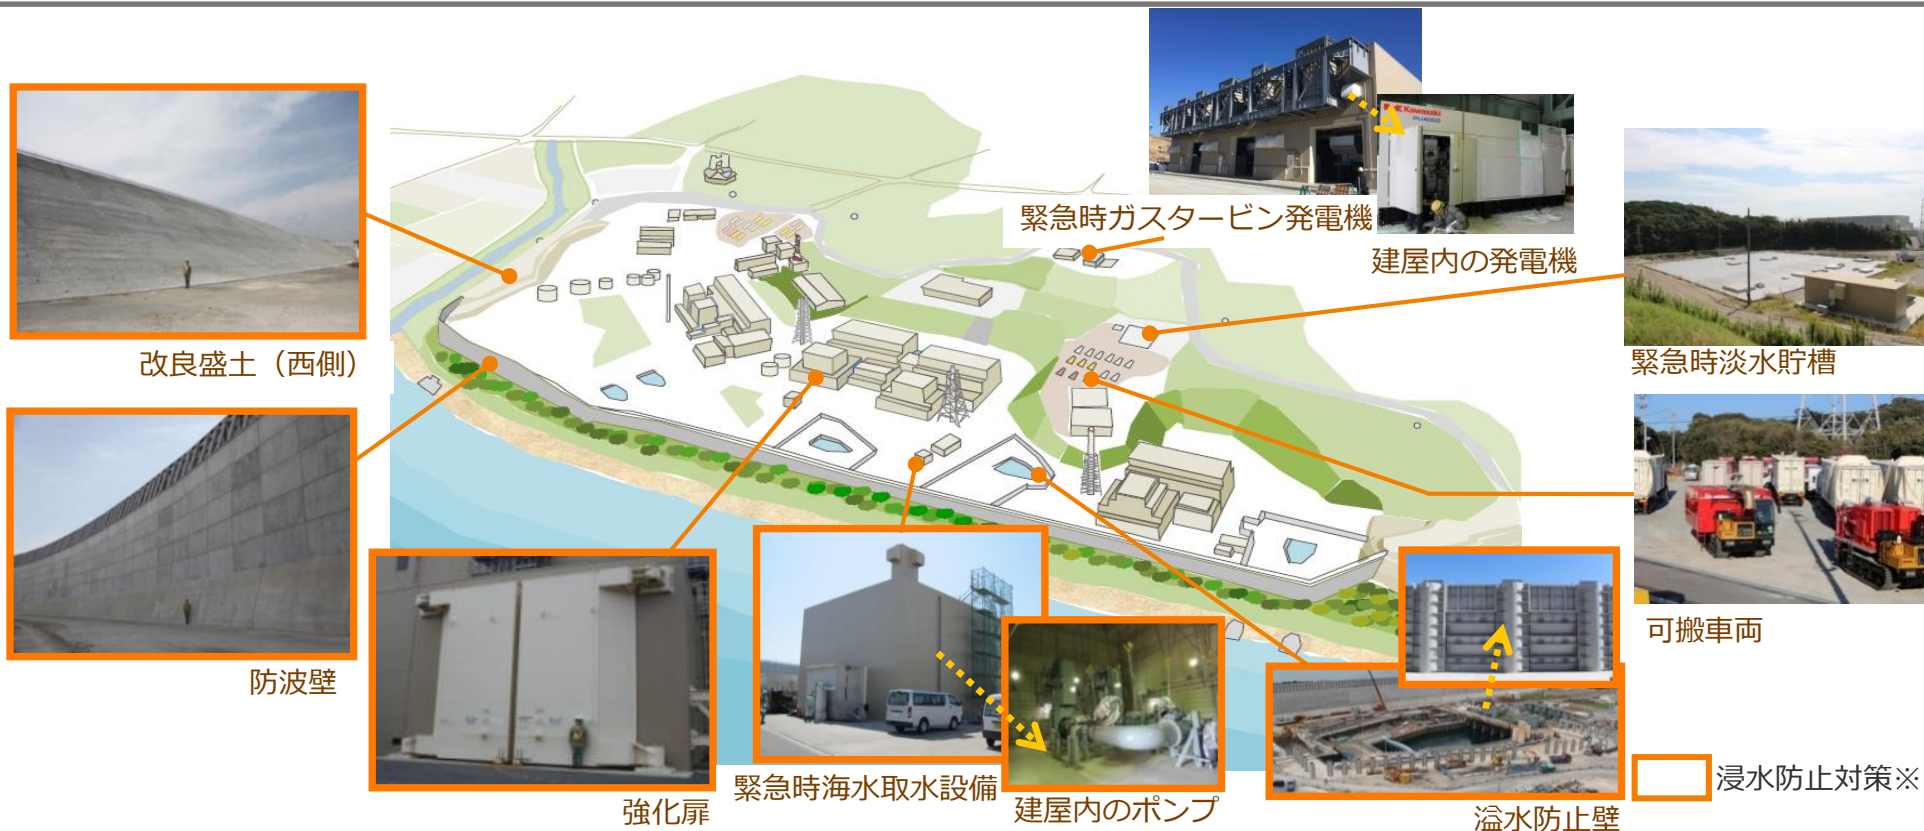 Kawasaki
緊急時ガスタービン発電機
建屋内の発電機
改良盛土（西側）
緊急時淡水貯槽
防波壁
可搬車両
強化扉
緊急時海水取水設備
建屋内のポンプ
溢水防止壁
浸水防止対策※